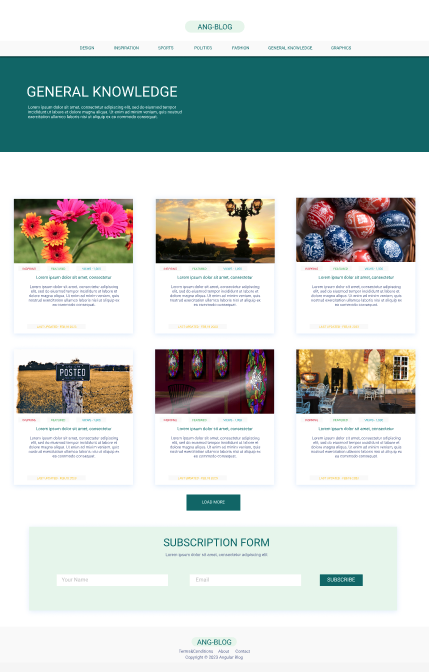 ANG-BLOG
DESIGN INSPIRATION SPORTS POLITICS FASHION GENERAL KNOWLEDGE GRAPHICS
GENERAL KNOWLEDGE
Lorem ipsum dolor sit amet, consectetur adipiscing elit, sed do eiusmod tempor
incididunt ut labore et dolore magna aliqua. Ut enim ad minim veniam, quis
exercitation ullamco laboris nisi ut aliquip ex ea commodo consequat.
Lorem ipsum dolor sit amet, consectetur
Lorem ipsum dolor sit amet, consectetur adipiscing
elit, sed do eiusmod tempor incididunt ut labore et
dolore magna aliqua. Ut enim ad minim veniam, quis
exercitation ullamco laboris nisi ut aliquip ex
ea commodo consequat.
Lorem ipsum dolor sit amet, consectetur
Lorem ipsum dolor sit amet, consectetur adipiscing
elit, sed do eiusmod tempor incididunt ut labore et
dolore magna aliqua. Ut enim ad minim veniam, quis
exercitation ullamco laboris nisi ut aliquip ex
ea commodo consequat.
Lorem ipsum dolor sit amet, consectetur
Lorem ipsum dolor sit amet, consectetur adipiscing
elit, sed do eiusmod tempor incididunt ut labore et
dolore magna aliqua. Ut enim ad minim veniam, quis
exercitation ullamco laboris nisi ut aliquip ex
ea commodo consequat.
POSTED
Lorem ipsum dolor sit amet, consectetur
Lorem ipsum dolor sit amet, consectetur adipiscing
elit, sed do eiusmod tempor incididunt ut labore et
dolore magna aliqua. Ut enim ad minim veniam, quis
exercitation ullamco laboris nisi ut aliquip ex
ea commodo consequat.
Lorem ipsum dolor sit amet, consectetur
Lorem ipsum dolor sit amet, consectetur adipiscing
elit, sed do eiusmod tempor incididunt ut labore et
dolore magna aliqua. Ut enim ad minim veniam, quis
exercitation ullamco laboris nisi ut aliquip ex
ea commodo consequat.
Lorem ipsum dolor sit amet, consectetur
Lorem ipsum dolor sit amet, consectetur adipiscing
elit, sed do eiusmod tempor incididunt ut labore et
dolore magna aliqua. Ut enim ad minim veniam, quis
exercitation ullamco laboris nisi ut aliquip ex
ea commodo consequat.
LOAD MORE
SUBSCRIPTION FORM
Lorem ipsum dolor sit amet, consectetur adipiscing elit
Your Name Email SUBSCRIBE
ANG-BLOG
Terms&Conditions About Contact
Copyright © 2023 Angular Blog